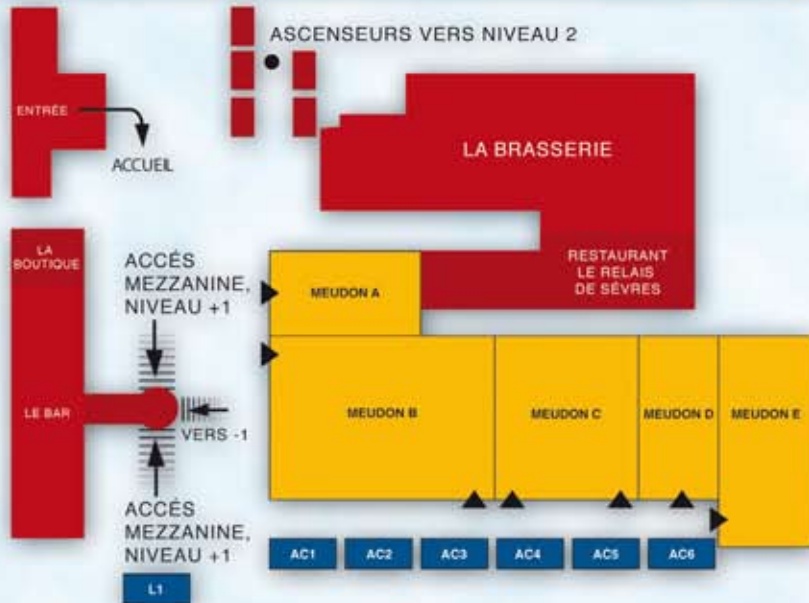 ASCENSEURS VERS NIVEAU 2
ENTRÉE
ACCUEIL
LA BRASSERIE
LA
BOUTIQUE
ACCÉS
MEZZANINE,
NIVEAU +1
RESTAURANT
LE RELAIS
DE SÉVRES
MEUDON A
LE BAR
VERS -1
MEUDON B
MEUDON C
MEUDON D
MEUDON E
ACCÉS
MEZZANINE,
NIVEAU +1
L1
AC1
AC2
AC3
AC4
AC5
AC6